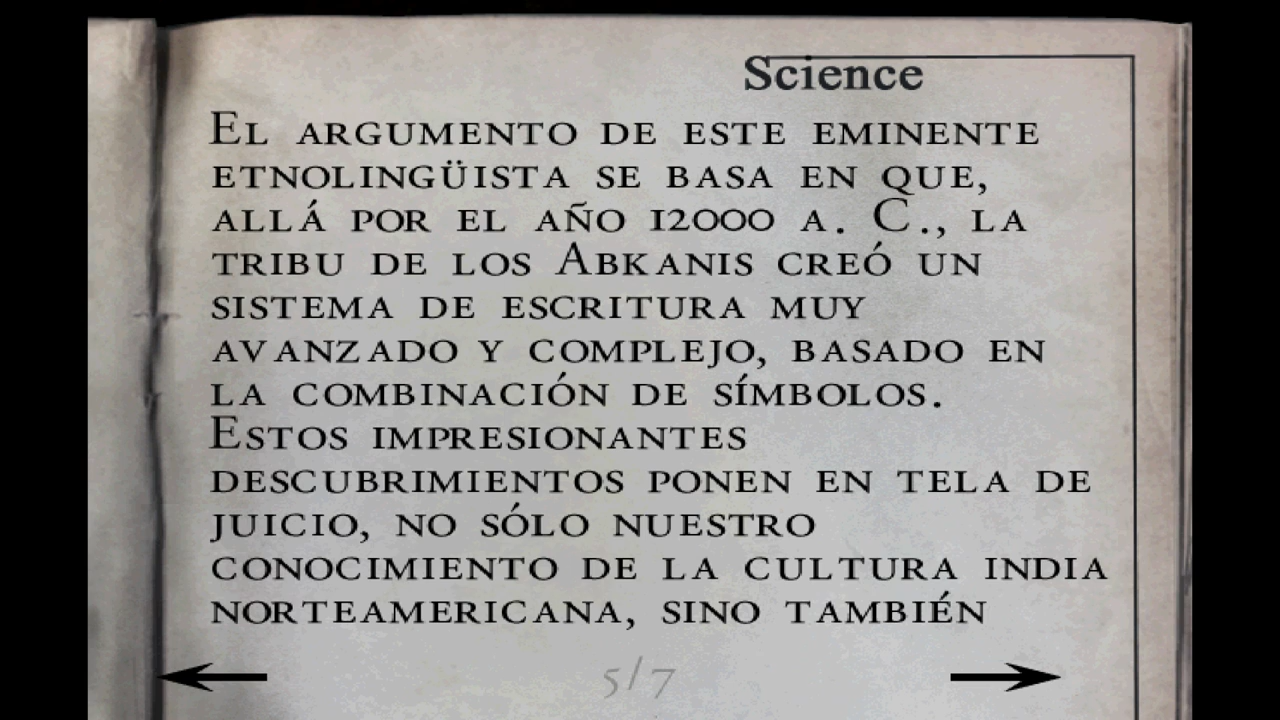 Science
El argumento de este eminente
etnolingüista se basa en que,
allá por el año 12000 a. C., la
tribu de los Abkanis creó un
sistema de escritura muy
avanzado y complejo, basado en
la combinación de símbolos.
Estos impresionantes
descubrimientos ponen en tela de
juicio, no sólo nuestro
conocimiento de la cultura india
norteamericana, sino también
5/7